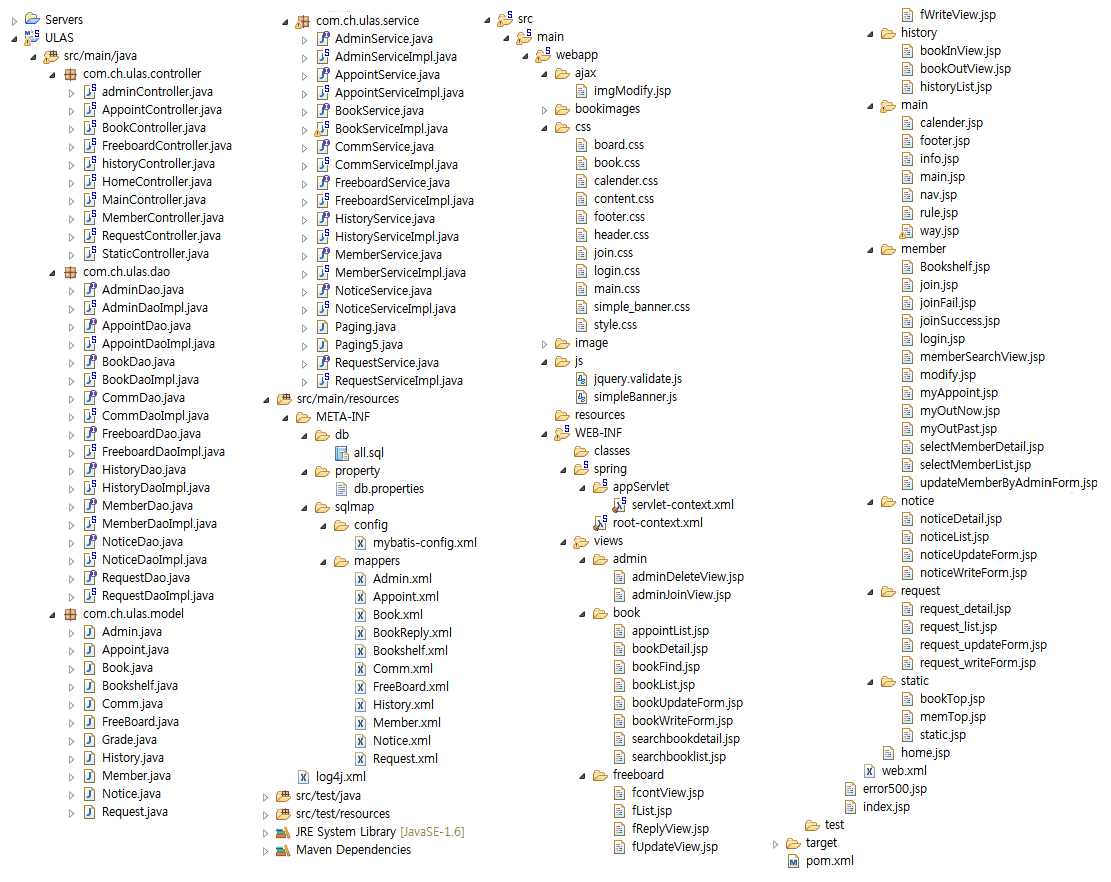 Servers
ULAS
src/main/java
com.ch.ulas.controller
adminController.java
AppointController.java
BookController.java
FreeboardController.java
historyController.java
HomeController.java
MainController.java
MemberController.java
RequestController.java
StaticController.java
com.ch.ulas.dao
AdminDao.java
AdminDaoImpl.java
AppointDao.java
AppointDaoImpl.java
BookDao.java
BookDaoImpl.java
CommDao.java
CommDaoImpl.java
FreeboardDao.java
FreeboardDaoImpl.java
HistoryDao.java
HistoryDaoImpl.java
MemberDao.java
MemberDaoImpl.java
NoticeDao.java
NoticeDaoImpl.java
RequestDao.java
RequestDaoImpl.java
com.ch.ulas.model
Admin.java
Appoint.java
Book.java
Bookshelf.java
Comm.java
FreeBoard.java
Grade.java
History.java
Member.java
Notice.java
Request.java
com.ch.ulas.service
AdminService.java
AdminServiceImpl.java
AppointService.java
AppointServiceImpl.java
BookService.java
BookServiceImpl.java
CommService.java
CommServiceImpl.java
FreeboardService.java
FreeboardServiceImpl.java
HistoryService.java
HistoryServiceImpl.java
MemberService.java
MemberServiceImpl.java
NoticeService.java
NoticeServiceImpl.java
Paging.java
Paging5.java
RequestService.java
RequestServiceImpl.java
src/main/resources
META-INF
db
all.sql
property
db.properties
sqlmap
config
mybatis-config.xml
mappers
Admin.xml
Appoint.xml
Book.xml
BookReply.xml
Bookshelf.xml
Comm.xml
FreeBoard.xml
History.xml
Member.xml
Notice.xml
Request.xml
log4j.xml
src/test/java
src/test/resources
JRE System Library [JavaSE-1.6]
Maven Dependencies
src
main
webapp
ajax
imgModify.jsp
bookimages
css
board.css
book.css
calender.css
content.css
footer.css
header.css
join.css
login.css
main.css
simple_banner.css
style.css
image
js
jquery.validate.js
simpleBanner.js
resources
WEB-INF
classes
spring
appServlet
servlet-context.xml
root-context.xml
views
admin
adminDeleteView.jsp
adminJoinView.jsp
book
appointList.jsp
bookDetail.jsp
bookFind.jsp
bookList.jsp
bookUpdateForm.jsp
bookWriteForm.jsp
searchbookdetail.jsp
searchbooklist.jsp
freeboard
fcontView.jsp
fList.jsp
fReplyView.jsp
fUpdateView.jsp
fWriteView.jsp
history
bookInView.jsp
bookOutView.jsp
historyList.jsp
main
calender.jsp
footer.jsp
info.jsp
main.jsp
nav.jsp
rule.jsp
way.jsp
member
Bookshelf.jsp
join.jsp
joinFail.jsp
joinSuccess.jsp
login.jsp
memberSearchView.jsp
modify.jsp
myAppoint.jsp
myOutNow.jsp
myOutPast.jsp
selectMemberDetail.jsp
selectMemberList.jsp
updateMemberByAdminForm.jsp
notice
noticeDetail.jsp
noticeList.jsp
noticeUpdateForm.jsp
noticeWriteForm.jsp
request
request_detail.jsp
request_list.jsp
request_updateForm.jsp
request_writeForm.jsp
static
bookTop.jsp
memTop.jsp
static.jsp
home.jsp
web.xml
error500.jsp
index.jsp
test
target
pom.xml